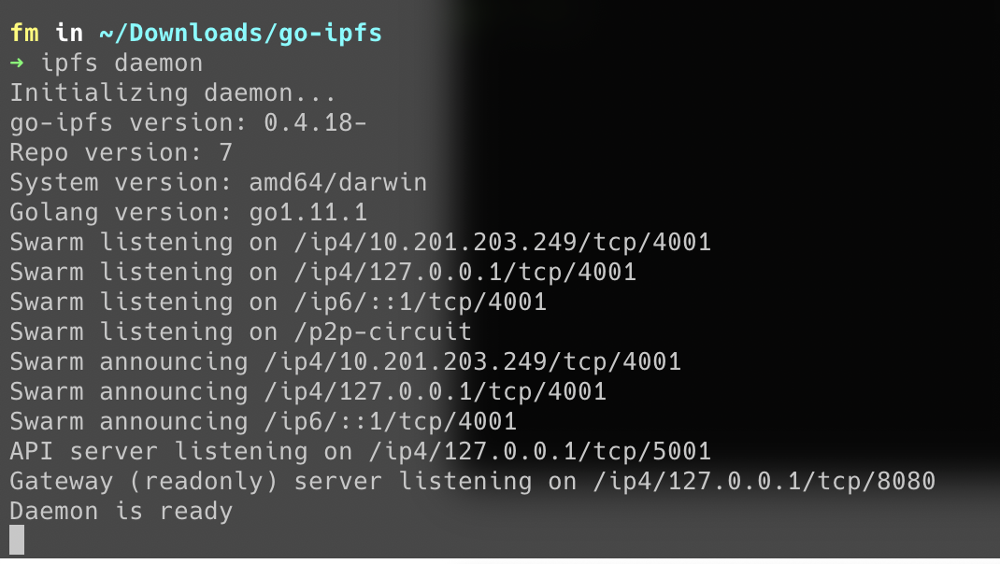 fm in ~/Downloads/go-ipfs
➜ ipfs daemon
Initializing daemon...
go-ipfs version: 0.4.18-
Repo version: 7
System version: amd64/darwin
Golang version: go1.11.1
Swarm listening on /ip4/10.201.203.249/tcp/4001
Swarm listening on /ip4/127.0.0.1/tcp/4001
Swarm listening on /ip6/::1/tcp/4001
Swarm listening on /p2p-circuit
Swarm announcing /ip4/10.201.203.249/tcp/4001
Swarm announcing /ip4/127.0.0.1/tcp/4001
Swarm announcing /ip6/::1/tcp/4001
API server listening on /ip4/127.0.0.1/tcp/5001
Gateway (readonly) server listening on /ip4/127.0.0.1/tcp/8080
Daemon is ready